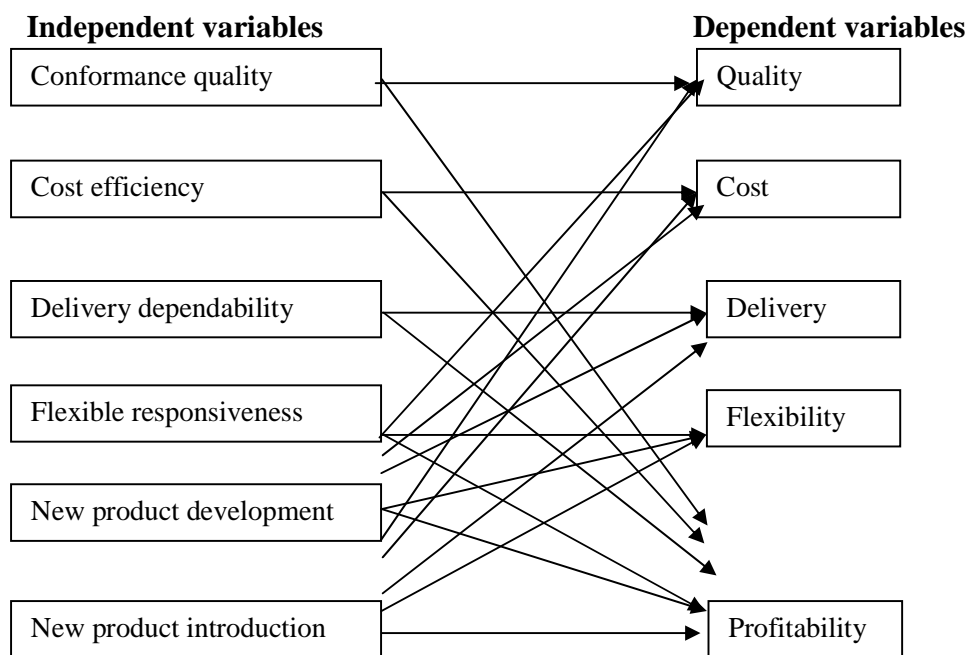 Independent variables
Dependent variables
Conformance quality
Quality
Cost efficiency
Cost
Delivery dependability
Delivery
Flexible responsiveness
Flexibility
New product development
New product introduction
Profitability